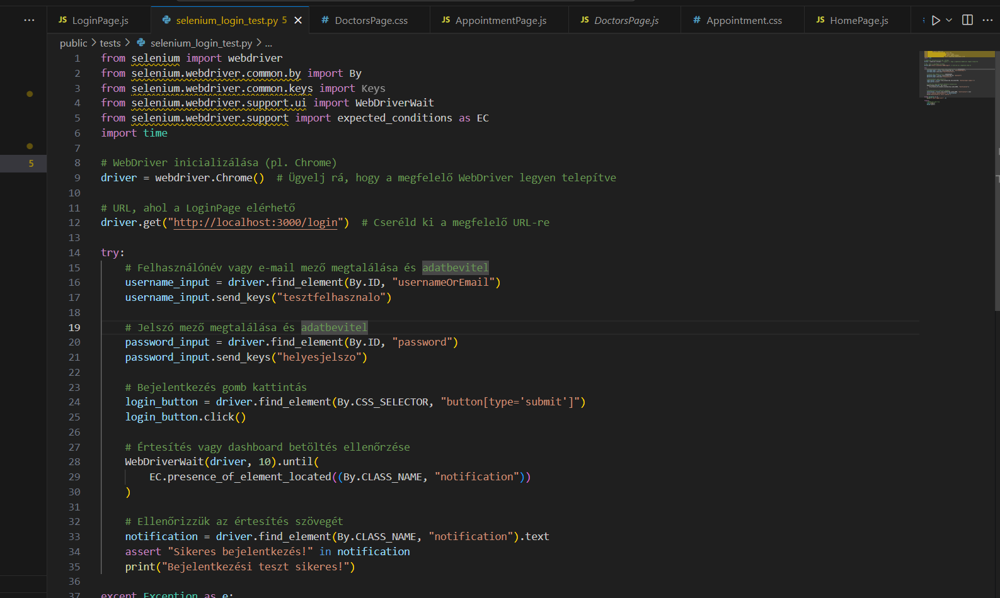 JS LoginPage.js
selenium_login_test.py 5
# DoctorsPage.css
JS AppointmentPage.js
JS DoctorsPage.js
# Appointment.css
JS HomePage.js
public > tests > selenium_login_test.py > ...
5
1 from selenium import webdriver
2 from selenium.webdriver.common.by import By
3 from selenium.webdriver.common.keys import Keys
4 from selenium.webdriver.support.ui import WebDriverWait
5 from selenium.webdriver.support import expected_conditions as EC
6 import time
7
8 # WebDriver inicializálása (pl. Chrome)
9 driver = webdriver.Chrome()  # Ügyelj rá, hogy a megfelelő WebDriver legyen telepítve
10
11 # URL, ahol a LoginPage elérhető
12 driver.get("http://localhost:3000/login")  # Cseréld ki a megfelelő URL-re
13
14 try:
15     # Felhasználónév vagy e-mail mező megtalálása és adatbevitel
16     username_input = driver.find_element(By.ID, "usernameOrEmail")
17     username_input.send_keys("tesztfelhasznalo")
18
19     # Jelszó mező megtalálása és adatbevitel
20     password_input = driver.find_element(By.ID, "password")
21     password_input.send_keys("helyesjelszo")
22
23     # Bejelentkezés gomb kattintás
24     login_button = driver.find_element(By.CSS_SELECTOR, "button[type='submit']")
25     login_button.click()
26
27     # Értesítés vagy dashboard betöltés ellenőrzése
28     WebDriverWait(driver, 10).until(
29         EC.presence_of_element_located((By.CLASS_NAME, "notification"))
30     )
31
32     # Ellenőrizzük az értesítés szövegét
33     notification = driver.find_element(By.CLASS_NAME, "notification").text
34     assert "Sikeres bejelentkezés!" in notification
35     print("Bejelentkezési teszt sikeres!")
36
37 except Exception as e: